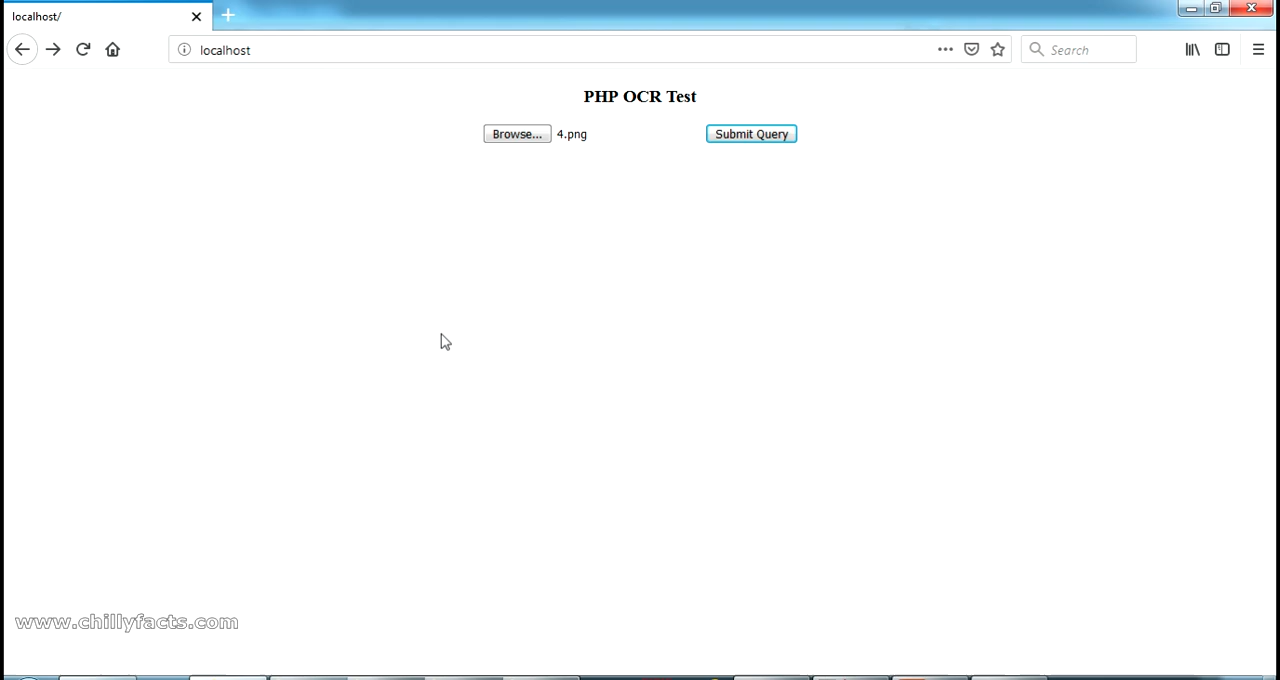 localhost/
localhost
Search
PHP OCR Test
Browse... 4.png Submit Query
www.chillyfacts.com